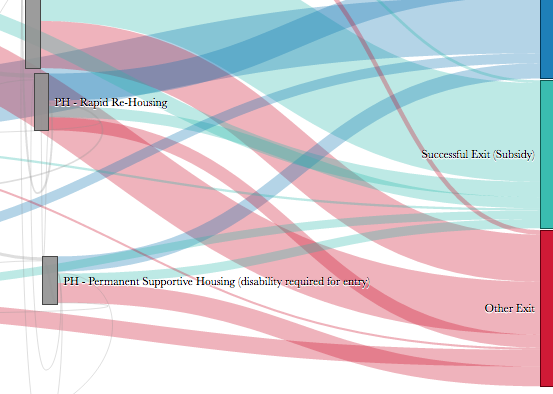 PH - Rapid Re-Housing
Successful Exit (Subsidy)
PH - Permanent Supportive Housing (disability required for entry)
Other Exit